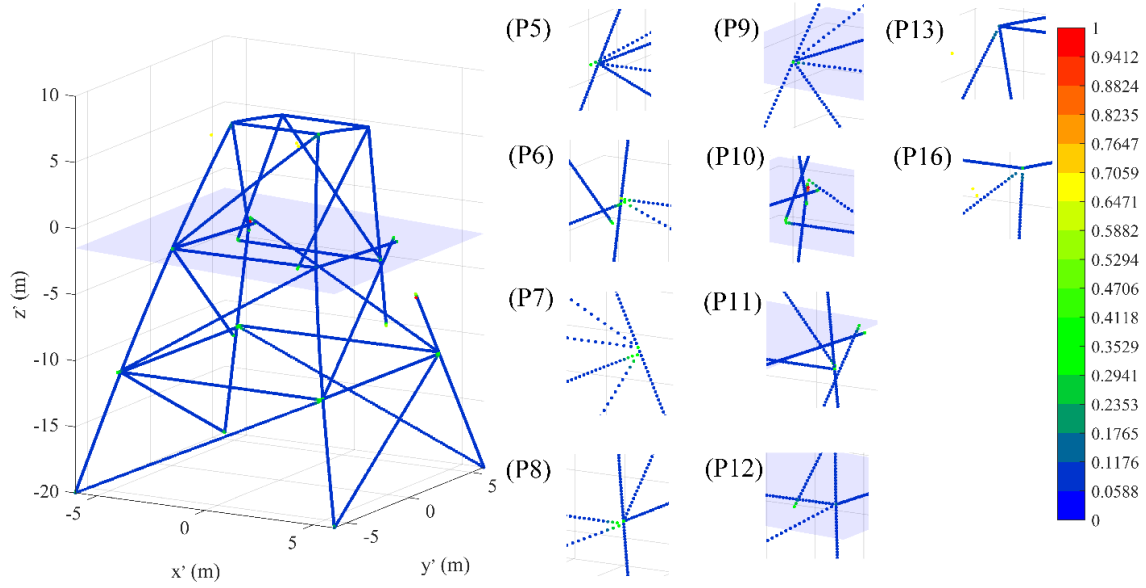 10
5
0
-5
-10
-15
-20
z' (m)
-5
0
5
x' (m)
-5
0
5
y' (m)
(P5)
(P9)
(P13)
(P6)
(P10)
(P16)
(P7)
(P11)
(P8)
(P12)
1
0.9412
0.8824
0.8235
0.7647
0.7059
0.6471
0.5882
0.5294
0.4706
0.4118
0.3529
0.2941
0.2353
0.1765
0.1176
0.0588
0